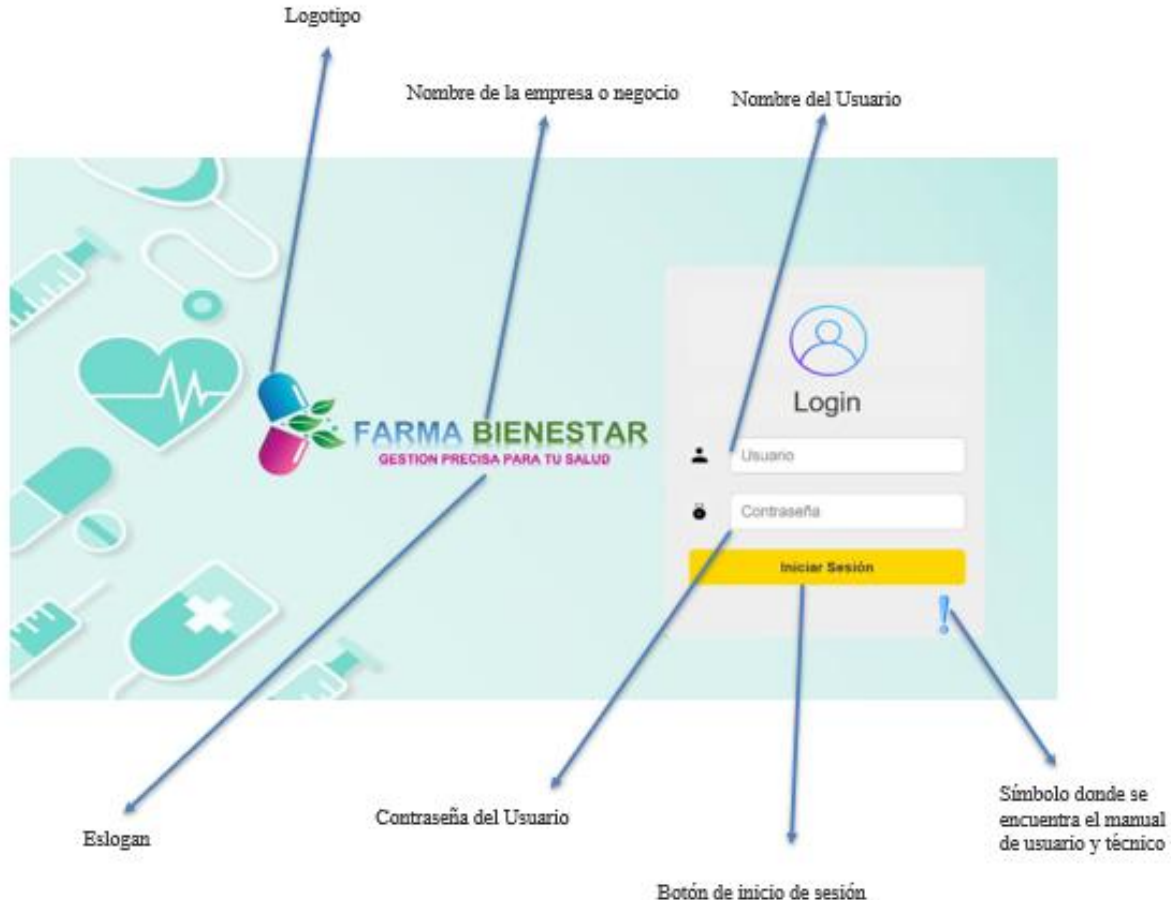 Logotipo
Nombre de la empresa o negocio
Nombre del Usuario
Login
FARMA BIENESTAR
GESTION PRECISA PARA TU SALUD
Usuario
Contraseña
Iniciar Sesión
Eslogan
Contraseña del Usuario
Símbolo donde se
encuentra el manual
de usuario y técnico
Botón de inicio de sesión